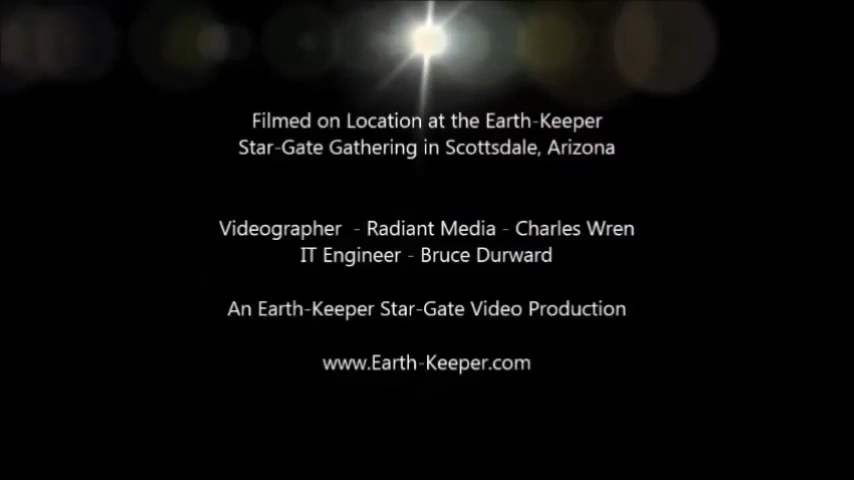 Filmed on Location at the Earth-Keeper
Star-Gate Gathering in Scottsdale, Arizona
Videographer - Radiant Media - Charles Wren
IT Engineer - Bruce Durward
An Earth-Keeper Star-Gate Video Production
www.Earth-Keeper.com